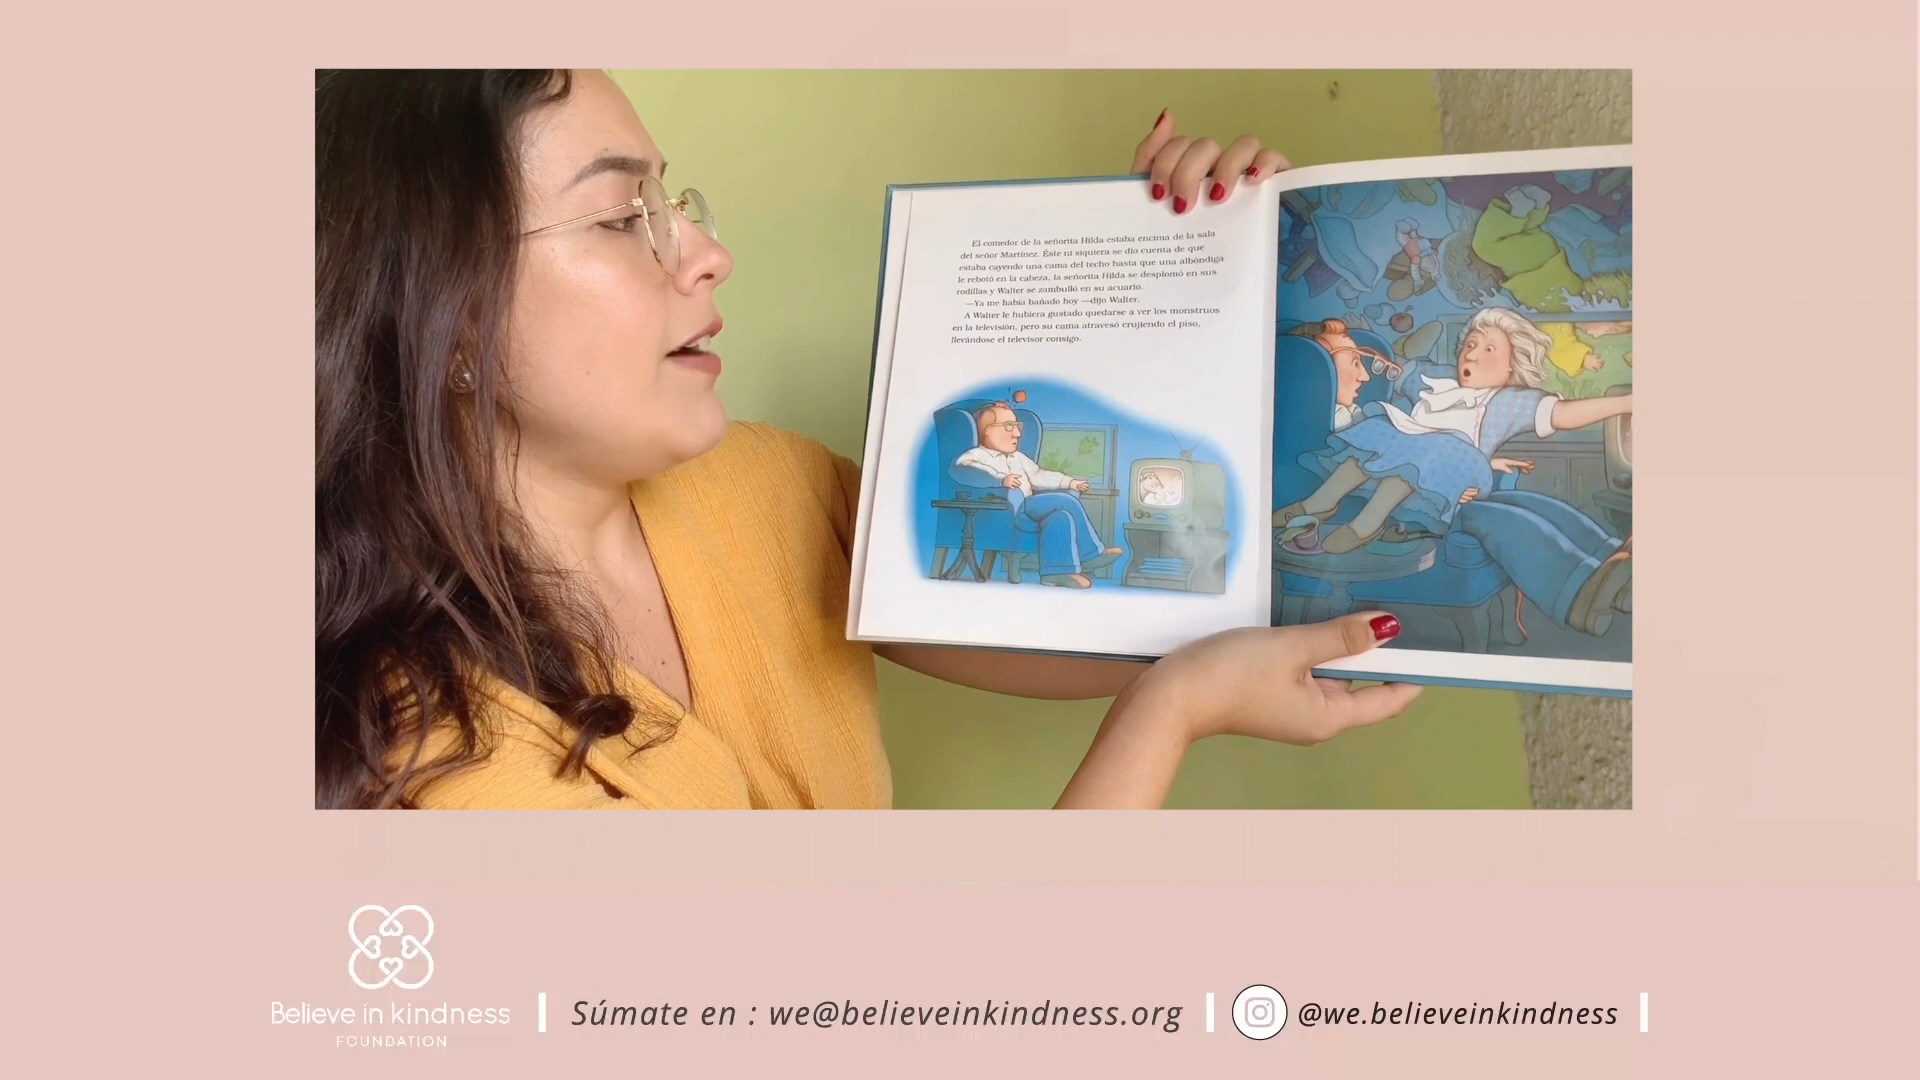 El comedor de la señorita Hilda estaba encima de la sala
del señor Martínez. Éste ni siquiera se dio cuenta de que
estaba cayendo una cama del techo hasta que una albóndiga
le rebotó en la cabeza, la señorita Hilda se desplomó en sus
rodillas y Walter se zambulló en su acuario.
—Ya me había bañado hoy —dijo Walter.
A Walter le hubiera gustado quedarse a ver los monstruos
en la televisión, pero su cama atravesó crujiendo el piso,
llevándose el televisor consigo.
Believe in kindness
FOUNDATION
Súmate en : we@believeinkindness.org
@we.believeinkindness